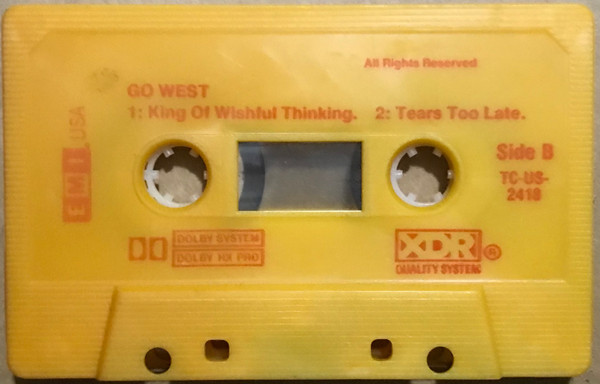 All Rights Reserved
GO WEST
1: King Of Wishful Thinking. 2: Tears Too Late.
EMI USA
Side B
TC-US-
2418
DOLBY SYSTEM
DOLBY HX PRO
XDR®
QUALITY SYSTEM